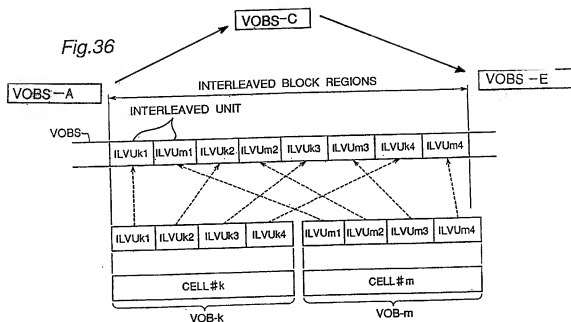 VOBS-C
Fig.36
VOBS-A
VOBS-E
INTERLEAVED BLOCK REGIONS
INTERLEAVED UNIT
VOBS
ILVUk1 ILVUm1 ILVUk2 ILVUm2 ILVUk3 ILVUm3 ILVUk4 ILVUm4
ILVUk1 ILVUk2 ILVUk3 ILVUk4 ILVUm1 ILVUm2 ILVUm3 ILVUm4
CELL#k CELL#m
VOB-k VOB-m